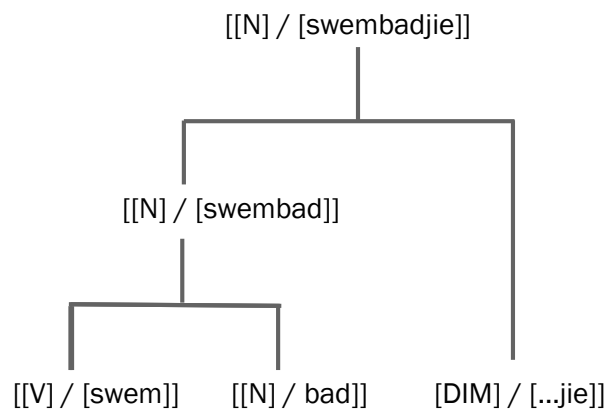 [[N] / [swembadjie]]
[[N] / [swembad]]
[[V] / [swem]] [[N] / bad]] [DIM] / [...jie]]